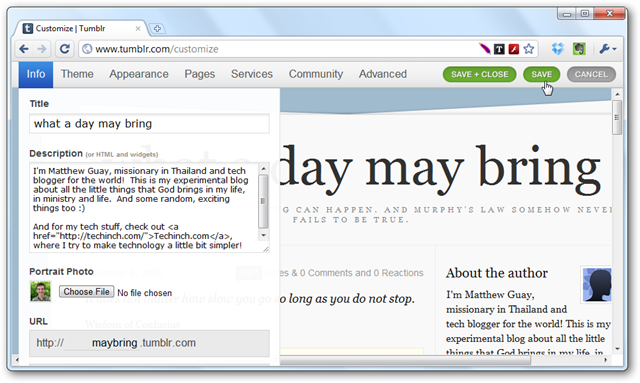 Customize | Tumblr
www.tumblr.com/customize
Info Theme Appearance Pages Services Community Advanced SAVE + CLOSE SAVE CANCEL
Title
what a day may bring
Description (or HTML and widgets)
I'm Matthew Guay, missionary in Thailand and tech
blogger for the world!  This is my experimental blog
about all the little things that God brings in my life,
in ministry and life.  And some random, exciting
things too :)
And for my tech stuff, check out <a
href="http://techinch.com/">Techinch.com</a>,
where I try to make technology a little bit simpler!
Portrait Photo
Choose File No file chosen
URL
http:// maybring .tumblr.com
day may bring
G CAN HAPPEN, AND MURPHY'S LAW SOMEHOW NEVER
FAILS TO BE TRUE.
es & 0 Comments and 0 Reactions
matter how slow you go so long as you do not stop.
Wisdom of Confucius
About the author
I'm Matthew Guay,
missionary in Thailand and
tech blogger for the world! This is my
experimental blog about all the little
things that God brings in my life, in